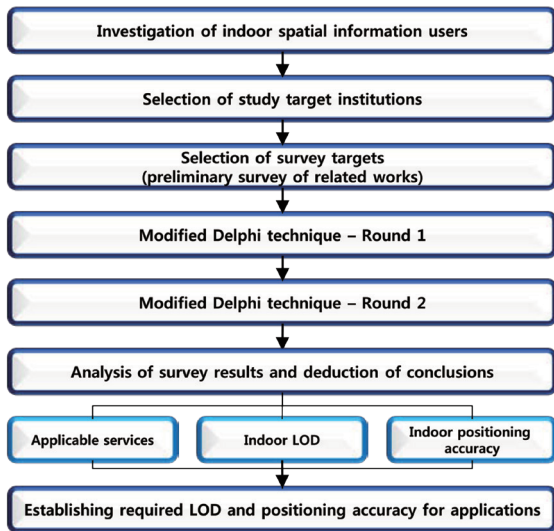 Investigation of indoor spatial information users
Selection of study target institutions
Selection of survey targets
(preliminary survey of related works)
Modified Delphi technique – Round 1
Modified Delphi technique – Round 2
Analysis of survey results and deduction of conclusions
Applicable services
Indoor LOD
Indoor positioning
accuracy
Establishing required LOD and positioning accuracy for applications